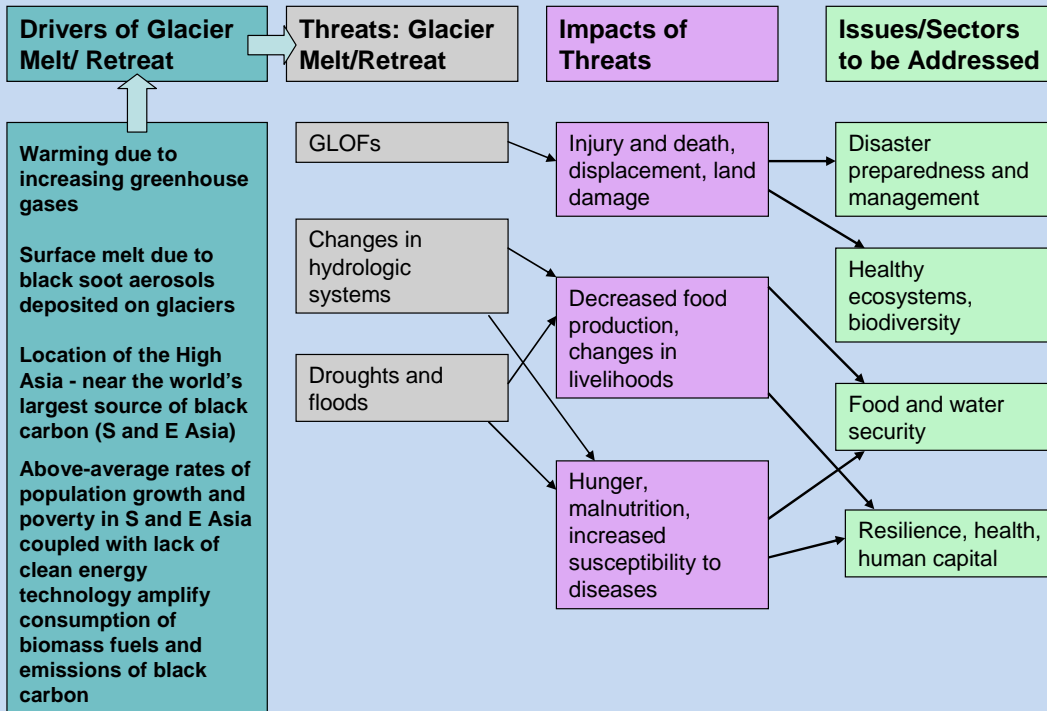 Drivers of Glacier
Melt/ Retreat
Threats: Glacier
Melt/Retreat
Impacts of
Threats
Issues/Sectors
to be Addressed
Warming due to
increasing greenhouse
gases
Surface melt due to
black soot aerosols
deposited on glaciers
Location of the High
Asia - near the world's
largest source of black
carbon (S and E Asia)
Above-average rates of
population growth and
poverty in S and E Asia
coupled with lack of
clean energy
technology amplify
consumption of
biomass fuels and
emissions of black
carbon
GLOFs
Changes in
hydrologic
systems
Droughts and
floods
Injury and death,
displacement, land
damage
Decreased food
production,
changes in
livelihoods
Hunger,
malnutrition,
increased
susceptibility to
diseases
Disaster
preparedness and
management
Healthy
ecosystems,
biodiversity
Food and water
security
Resilience, health,
human capital